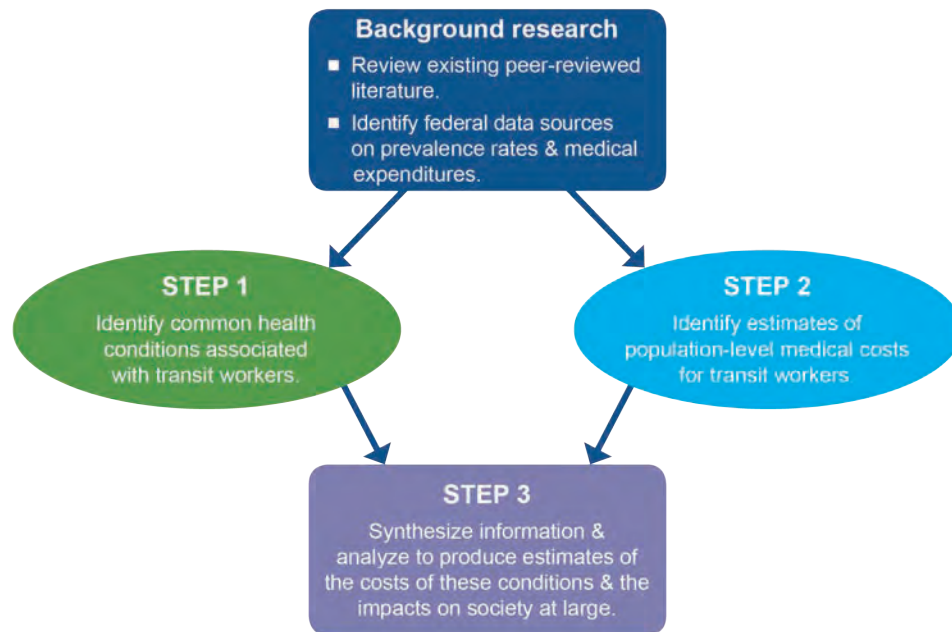 Background research
▪ Review existing peer-reviewed
literature.
▪ Identify federal data sources
on prevalence rates & medical
expenditures.
STEP 1
Identify common health
conditions associated
with transit workers.
STEP 2
Identify estimates of
population-level medical costs
for transit workers
STEP 3
Synthesize information &
analyze to produce estimates of
the costs of these conditions & the
impacts on society at large.